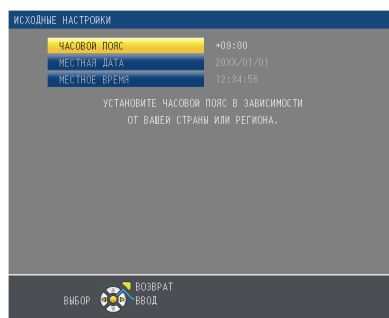 ИСХОДНЫЕ НАСТРОЙКИ
ЧАСОВОЙ ПОЯС +09:00
МЕСТНАЯ ДАТА 20XX/01/01
МЕСТНОЕ ВРЕМЯ 12:34:56
УСТАНОВИТЕ ЧАСОВОЙ ПОЯС В ЗАВИСИМОСТИ
ОТ ВАШЕЙ СТРАНЫ ИЛИ РЕГИОНА.
ВОЗВРАТ
ВЫБОР ВВОД